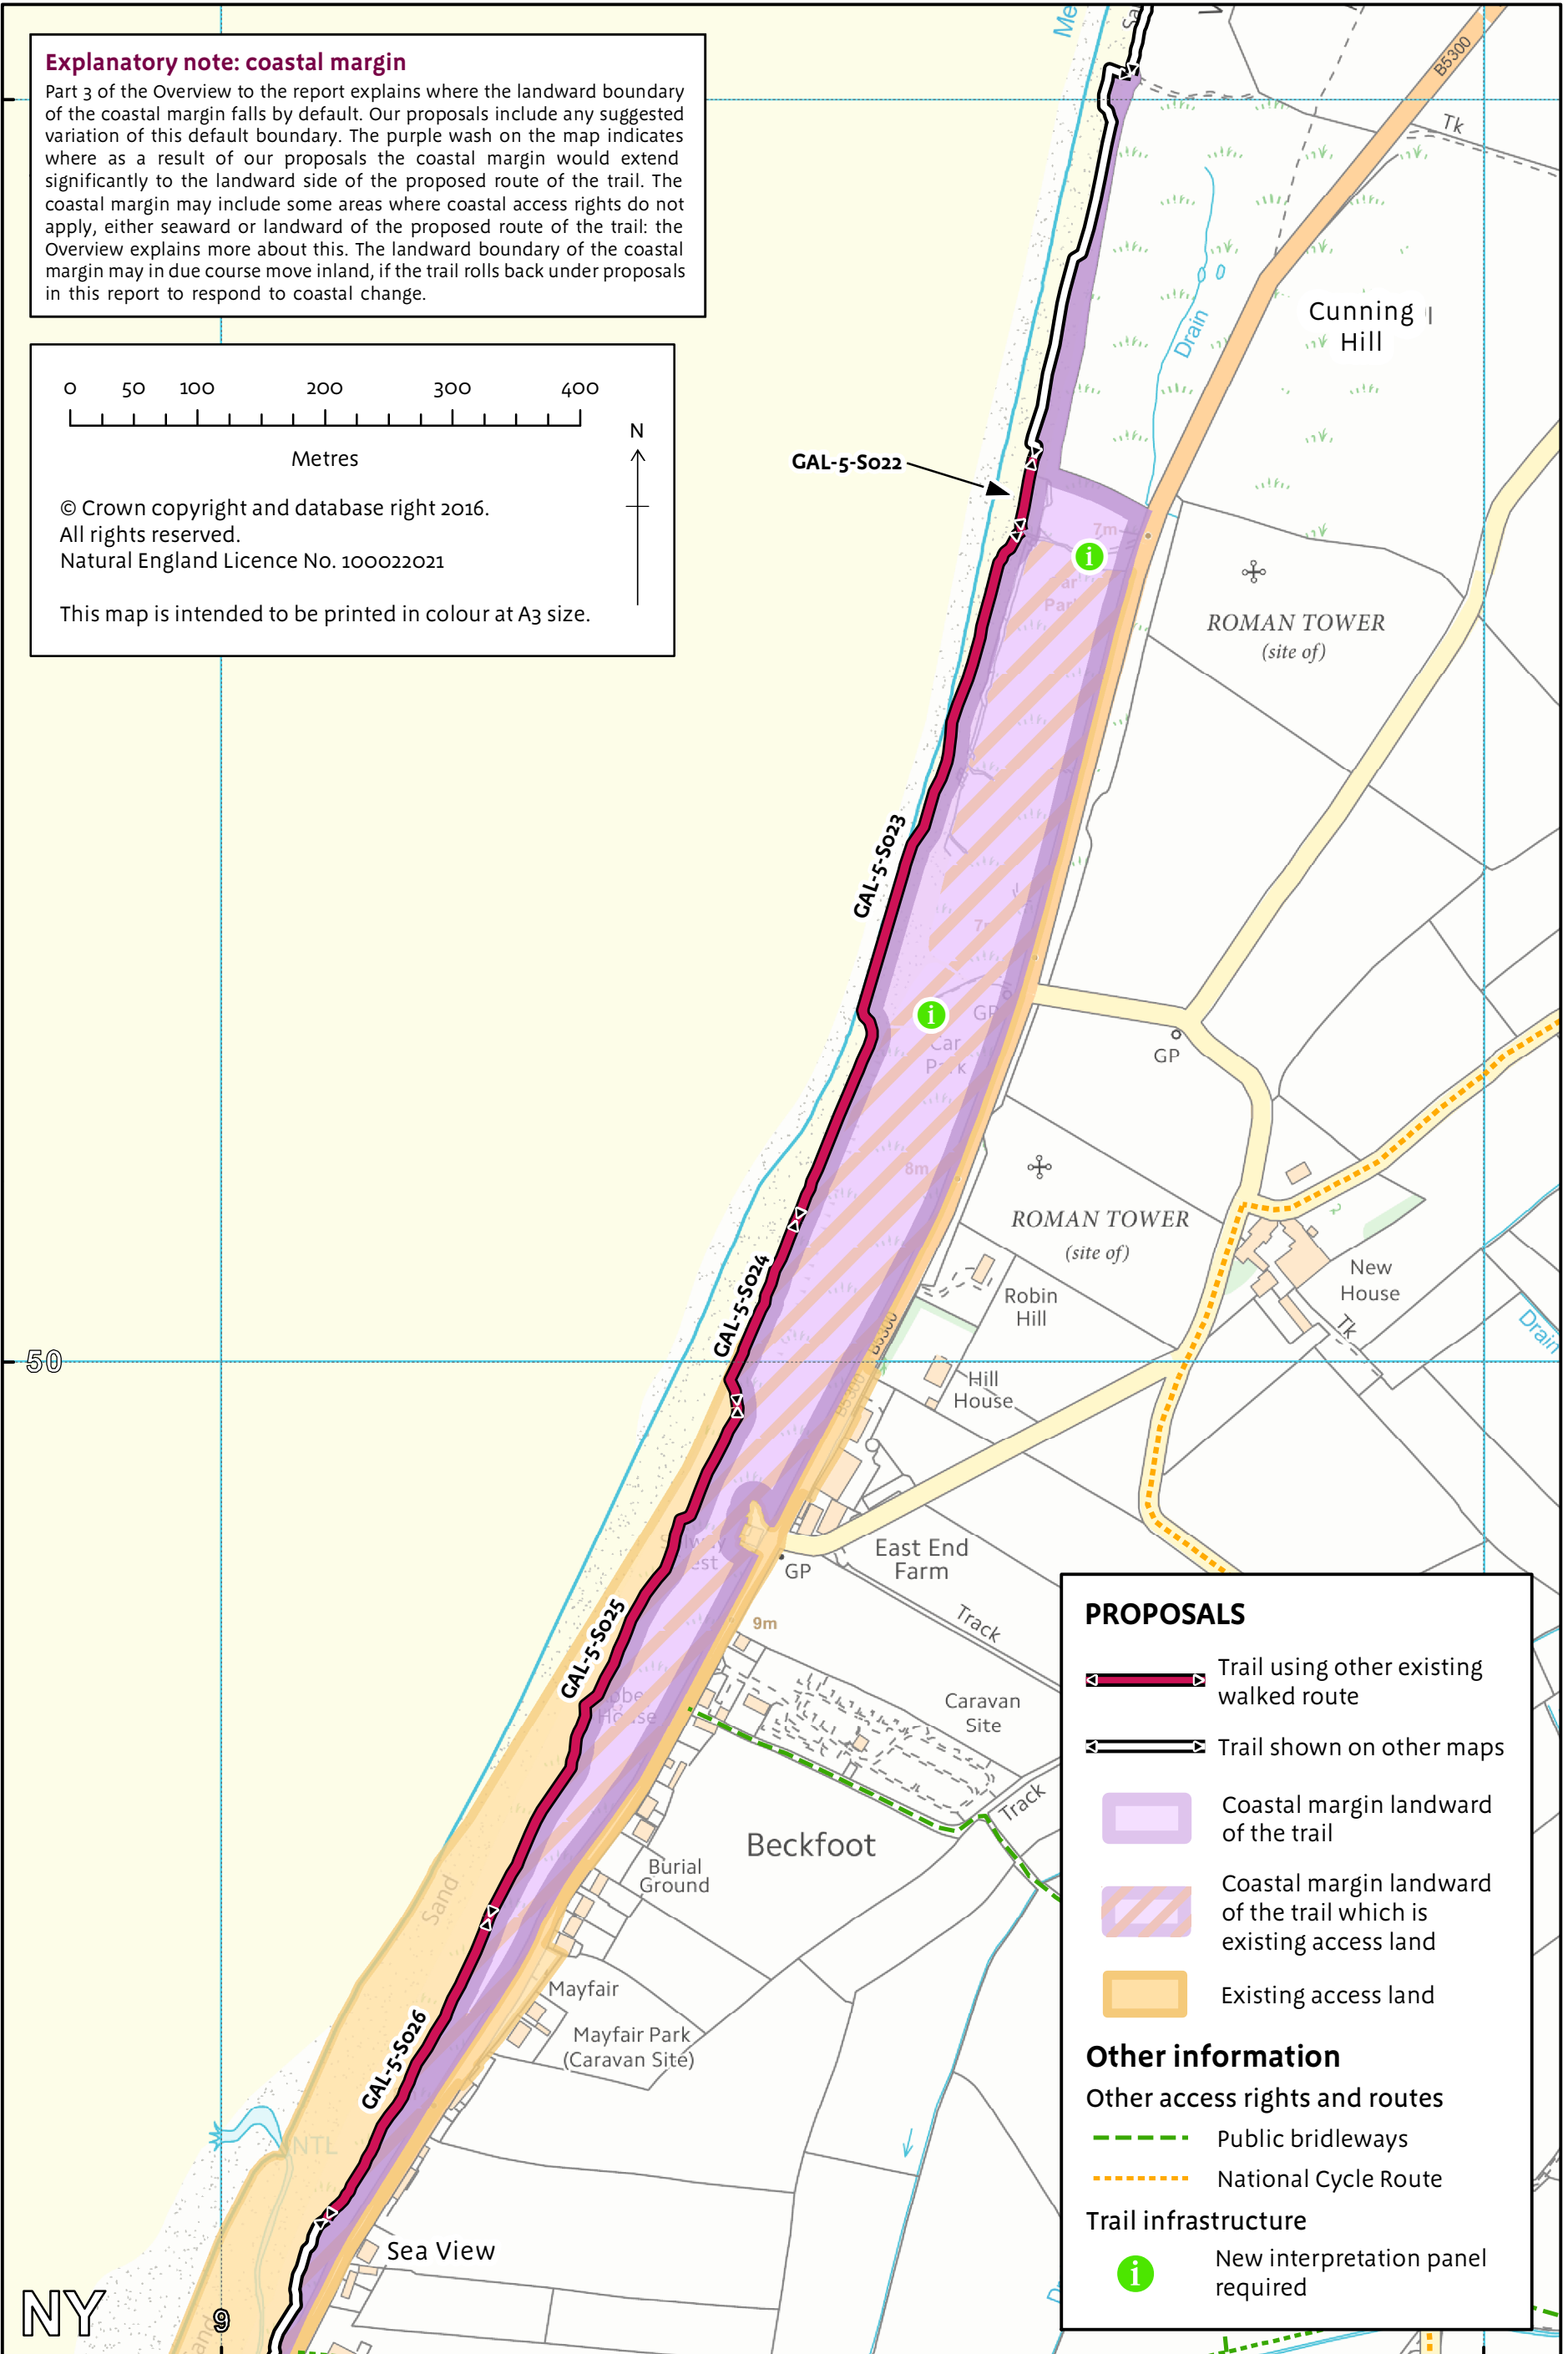 Explanatory note: coastal margin
Part 3 of the Overview to the report explains where the landward boundary
of the coastal margin falls by default. Our proposals include any suggested
variation of this default boundary. The purple wash on the map indicates
where as a result of our proposals the coastal margin would extend
significantly to the landward side of the proposed route of the trail. The
coastal margin may include some areas where coastal access rights do not
apply, either seaward or landward of the proposed route of the trail: the
Overview explains more about this. The landward boundary of the coastal
margin may in due course move inland, if the trail rolls back under proposals
in this report to respond to coastal change.
0 50 100 200 300 400
Metres
N
© Crown copyright and database right 2016.
All rights reserved.
Natural England Licence No. 100022021
This map is intended to be printed in colour at A3 size.
B5300
Tk
Cunning
Hill
Drain
GAL-5-S022
7m
Car
Park
ROMAN TOWER
(site of)
GAL-5-S023
GP
Car
Park
GP
8m
ROMAN TOWER
(site of)
New
House
Tk
Drain
Robin
Hill
GAL-5-S024
B5300
50
Hill
House
B5300
East End
Farm
GP
Track
9m
GAL-5-S025
House
Caravan
Site
Track
Beckfoot
Burial
Ground
Sand
Mayfair
Mayfair Park
(Caravan Site)
GAL-5-S026
NTL
Sea View
NY
9
PROPOSALS
Trail using other existing
walked route
Trail shown on other maps
Coastal margin landward
of the trail
Coastal margin landward
of the trail which is
existing access land
Existing access land
Other information
Other access rights and routes
Public bridleways
National Cycle Route
Trail infrastructure
i New interpretation panel
required